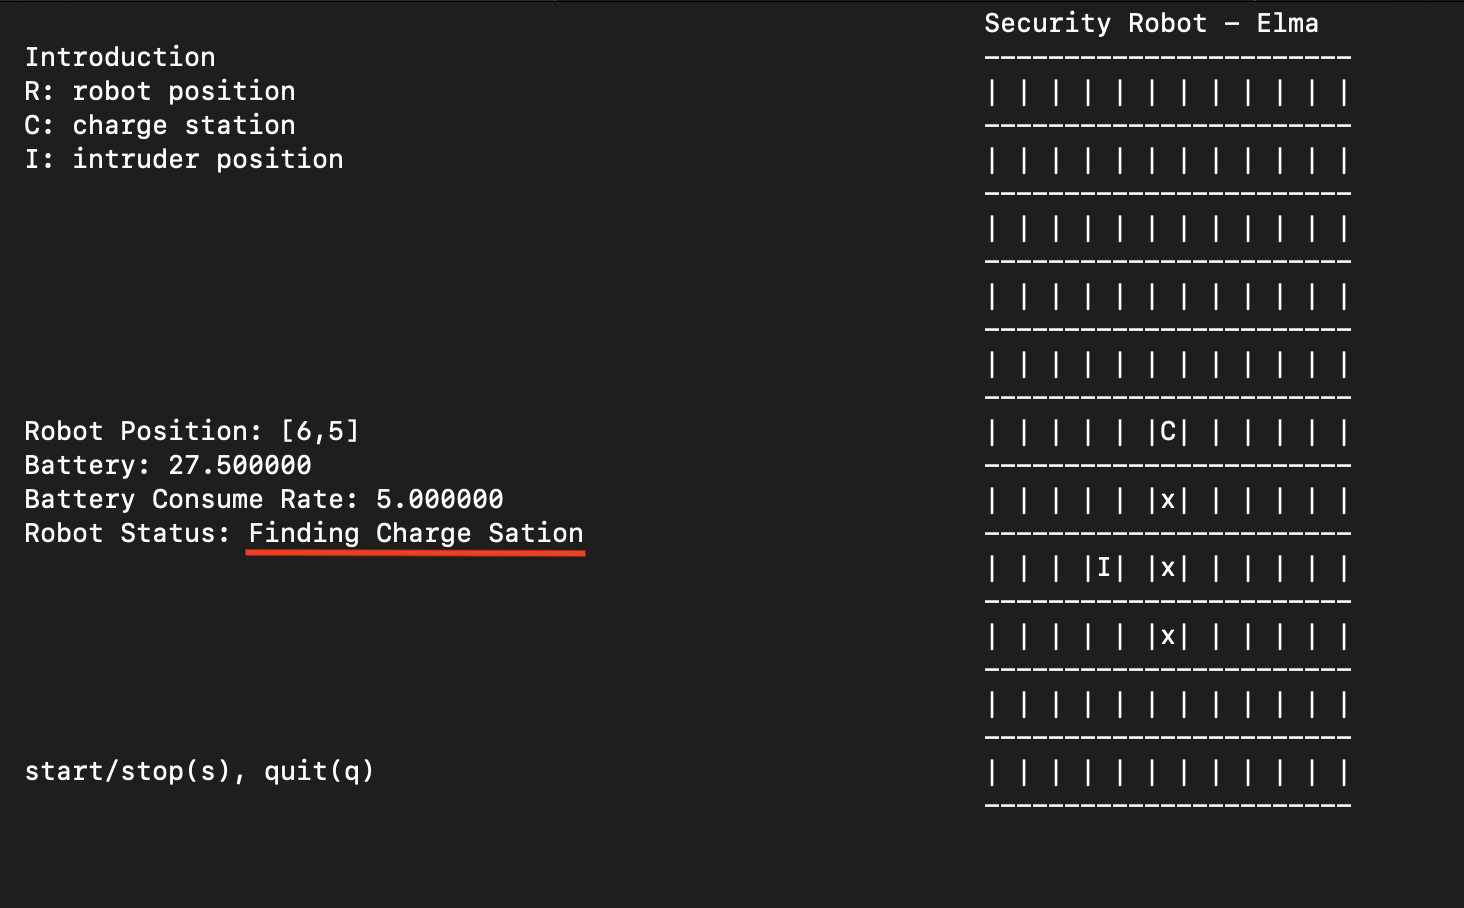 Security Robot – Elma
Introduction
R: robot position
C: charge station
I: intruder position
-----------------------
| | | | | | | | | | | |
-----------------------
| | | | | | | | | | | |
-----------------------
| | | | | | | | | | | |
-----------------------
| | | | | | | | | | | |
-----------------------
| | | | | | | | | | | |
-----------------------
| | | | | |C| | | | | |
-----------------------
| | | | | |x| | | | | |
-----------------------
| | | |I| |x| | | | | |
-----------------------
| | | | | |x| | | | | |
-----------------------
| | | | | | | | | | | |
-----------------------
| | | | | | | | | | | |
-----------------------
Robot Position: [6,5]
Battery: 27.500000
Battery Consume Rate: 5.000000
Robot Status: Finding Charge Sation
start/stop(s), quit(q)